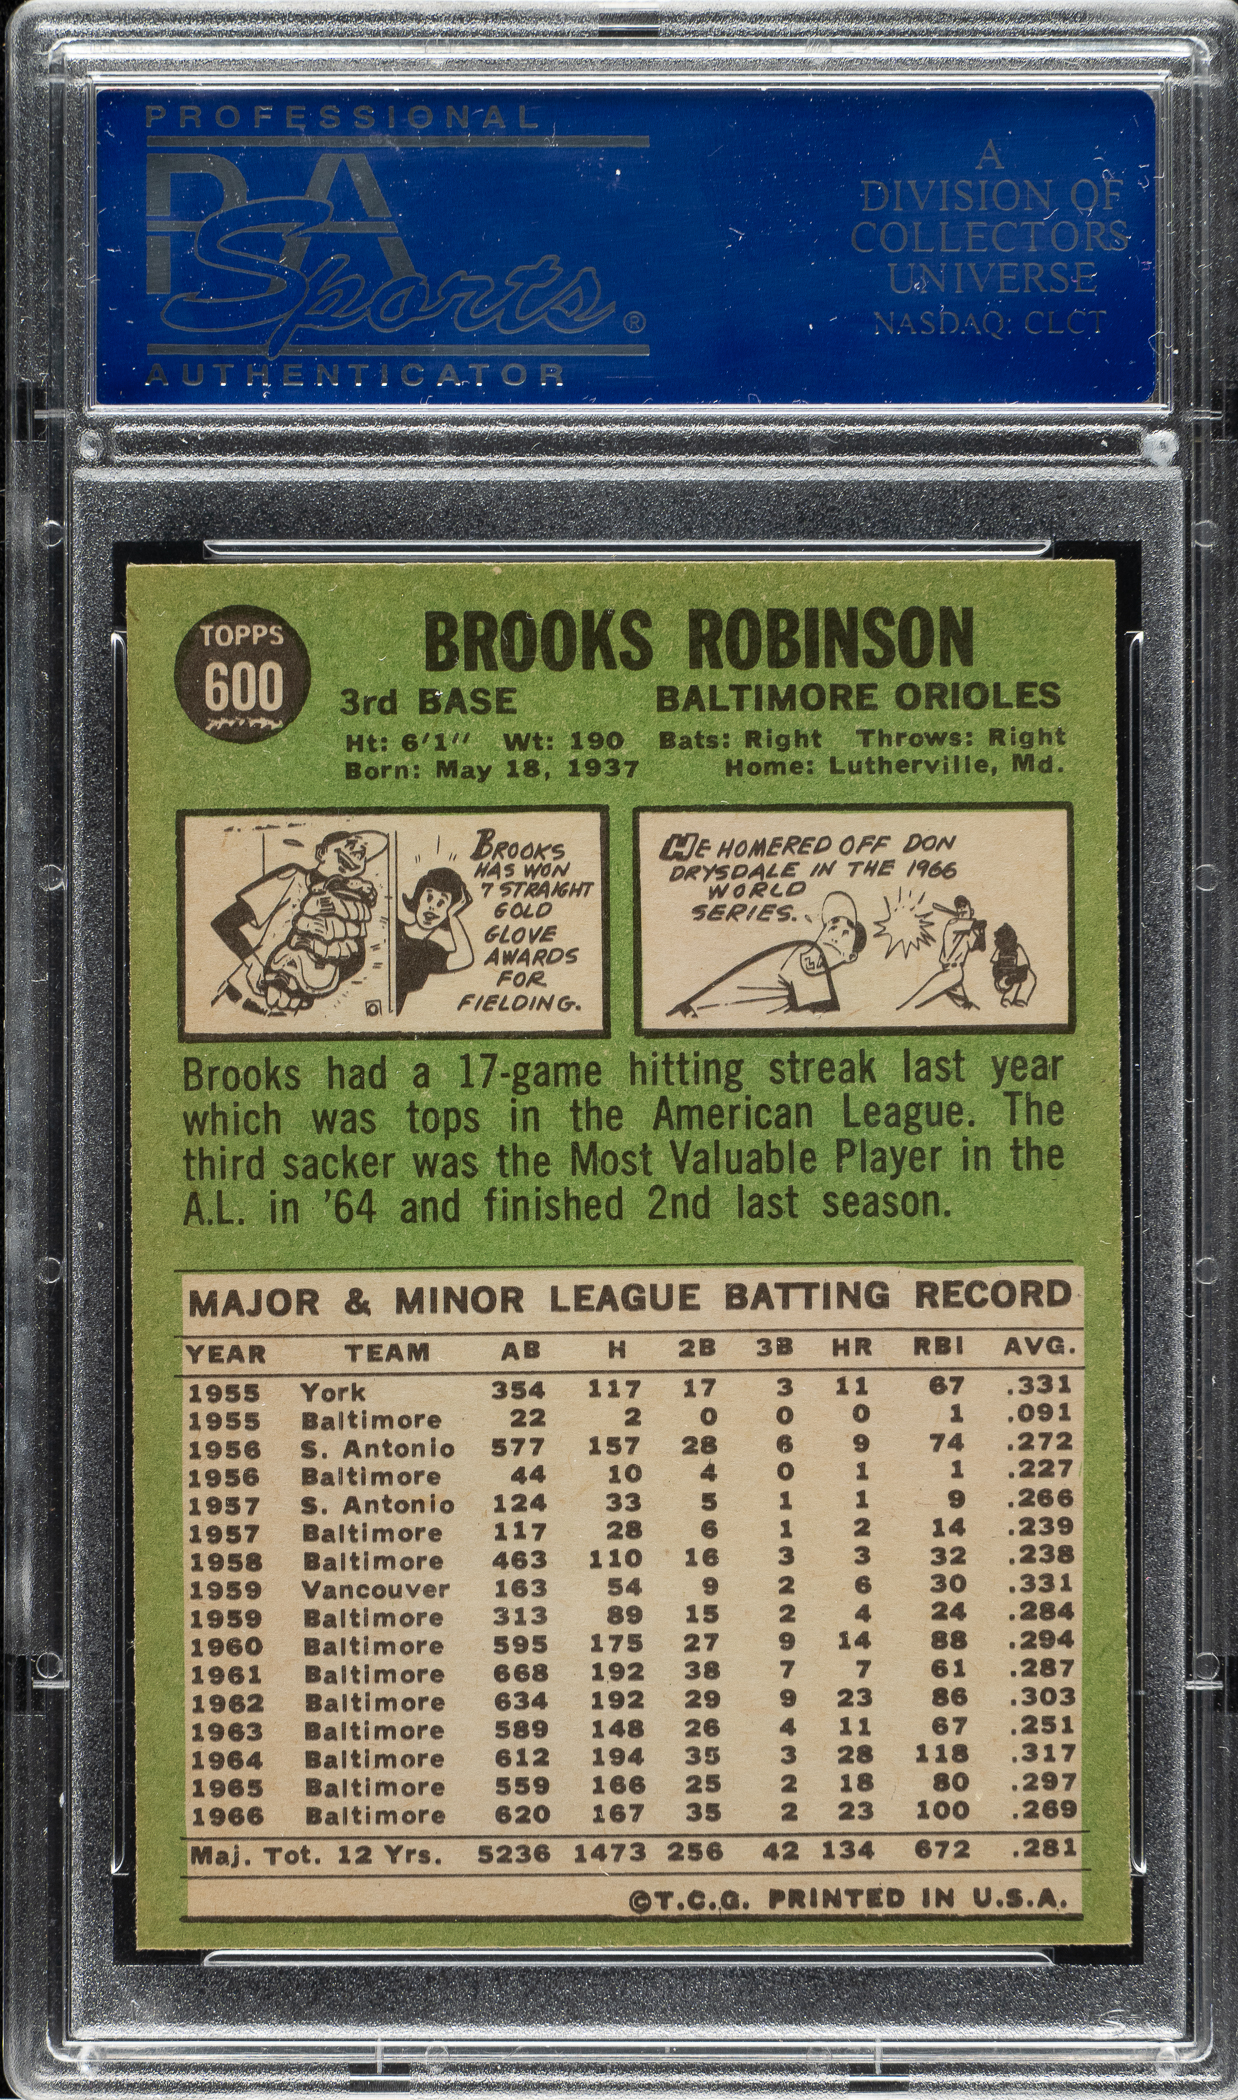 PROFESSIONAL
PSA
Sports®
AUTHENTICATOR
A
DIVISION OF
COLLECTORS
UNIVERSE
NASDAQ: CLCT
TOPPS
600
BROOKS ROBINSON
3rd BASE BALTIMORE ORIOLES
Ht: 6'1" Wt: 190 Bats: Right Throws: Right
Born: May 18, 1937 Home: Lutherville, Md.
BROOKS
HAS WON
7 STRAIGHT
GOLD
GLOVE
AWARDS
FOR
FIELDING.
HE HOMERED OFF DON
DRYSDALE IN THE 1966
WORLD
SERIES.
LA
Brooks had a 17-game hitting streak last year
which was tops in the American League. The
third sacker was the Most Valuable Player in the
A.L. in '64 and finished 2nd last season.
MAJOR & MINOR LEAGUE BATTING RECORD
YEAR TEAM AB H 2B 3B HR RBI AVG.
1955 York 354 117 17 3 11 67 .331
1955 Baltimore 22 2 0 0 0 1 .091
1956 S. Antonio 577 157 28 6 9 74 .272
1956 Baltimore 44 10 4 0 1 1 .227
1957 S. Antonio 124 33 5 1 1 9 .266
1957 Baltimore 117 28 6 1 2 14 .239
1958 Baltimore 463 110 16 3 3 32 .238
1959 Vancouver 163 54 9 2 6 30 .331
1959 Baltimore 313 89 15 2 4 24 .284
1960 Baltimore 595 175 27 9 14 88 .294
1961 Baltimore 668 192 38 7 7 61 .287
1962 Baltimore 634 192 29 9 23 86 .303
1963 Baltimore 589 148 26 4 11 67 .251
1964 Baltimore 612 194 35 3 28 118 .317
1965 Baltimore 559 166 25 2 18 80 .297
1966 Baltimore 620 167 35 2 23 100 .269
Maj. Tot. 12 Yrs. 5236 1473 256 42 134 672 .281
©T.C.G. PRINTED IN U.S.A.